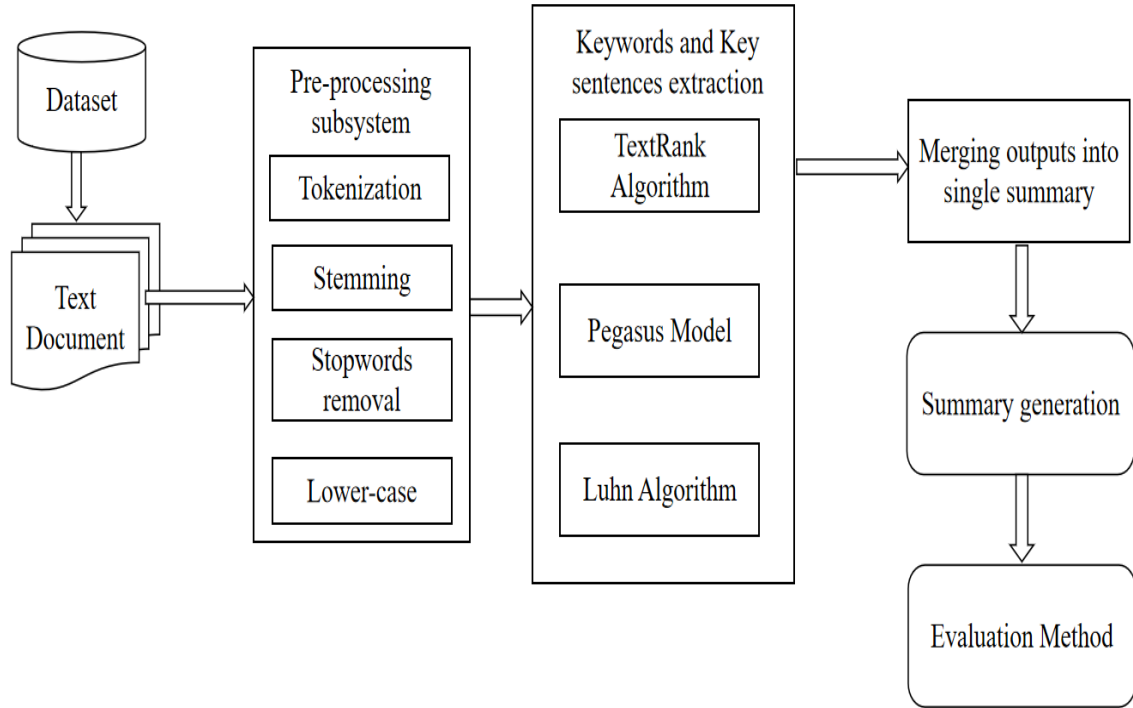 Dataset
Text
Document
Pre-processing
subsystem
Tokenization
Stemming
Stopwords
removal
Lower-case
Keywords and Key
sentences extraction
TextRank
Algorithm
Pegasus Model
Luhn Algorithm
Merging outputs into
single summary
Summary generation
Evaluation Method